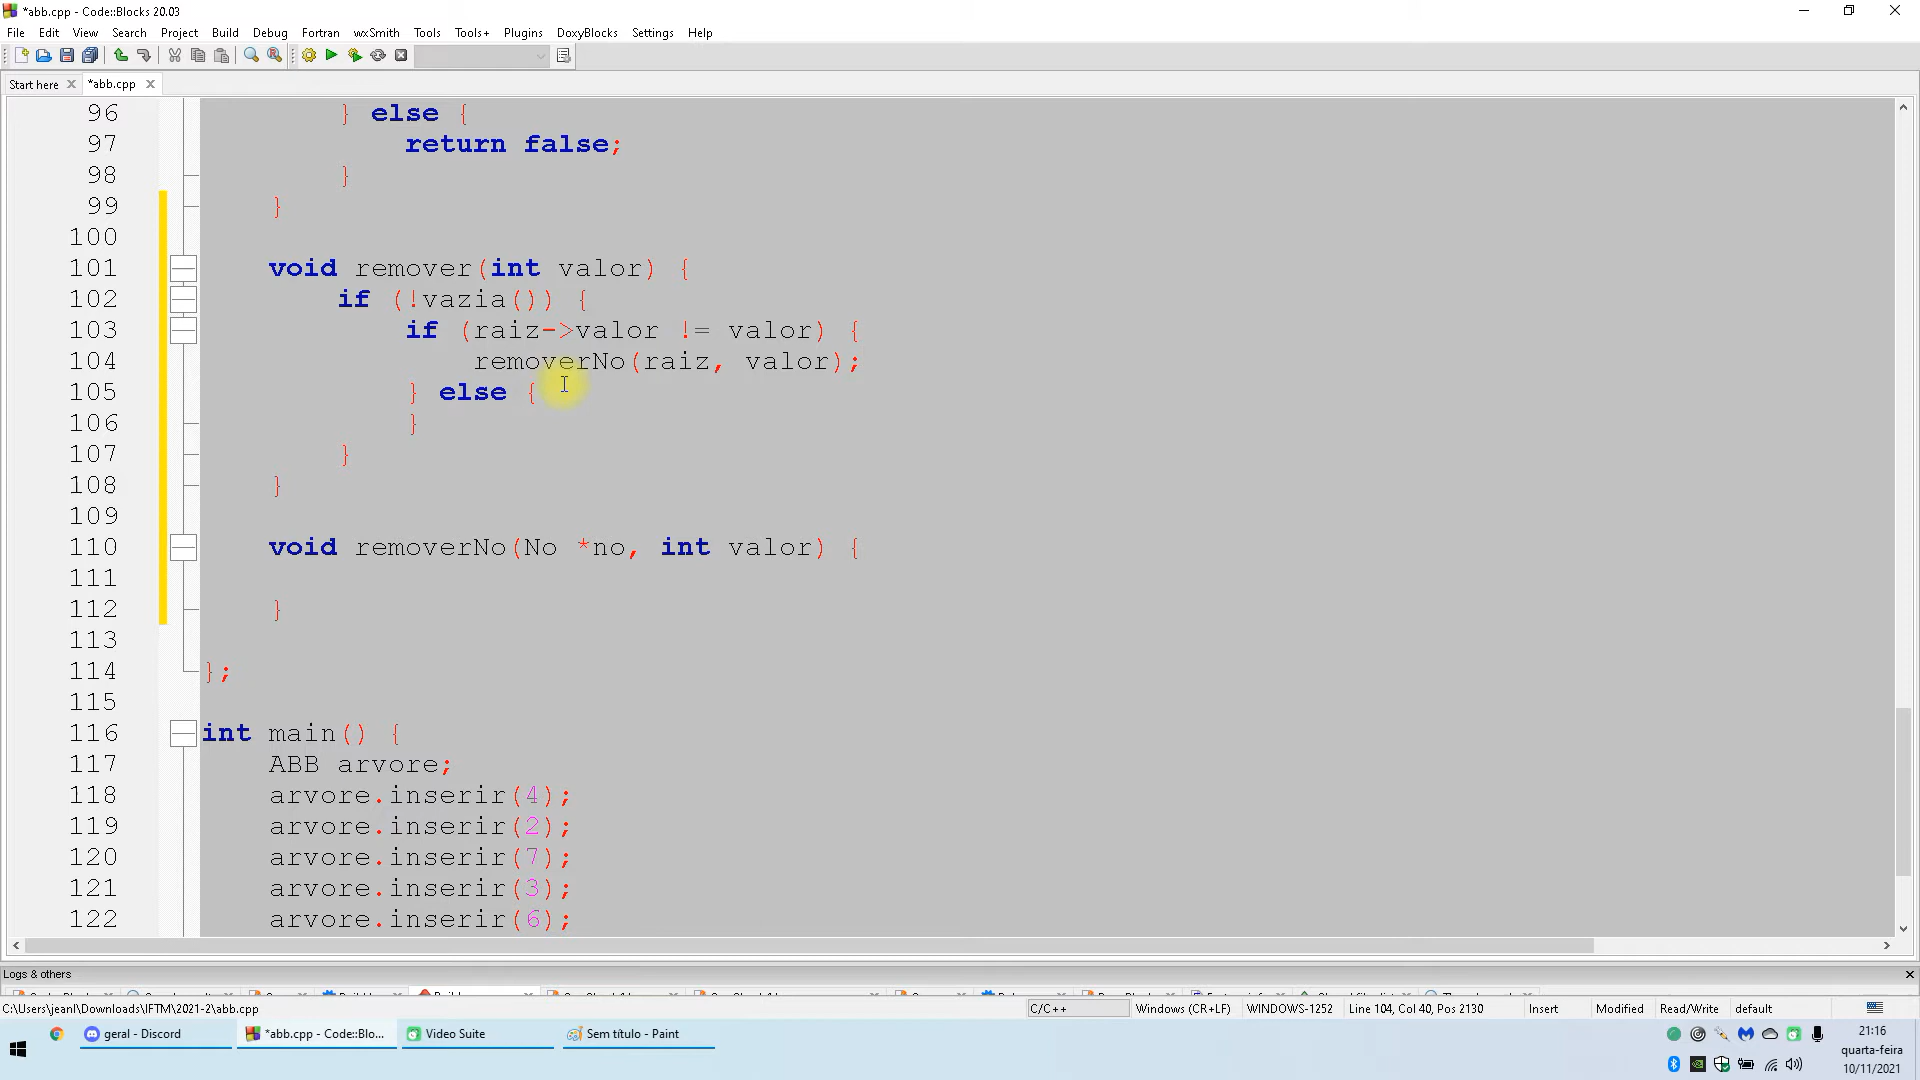 *abb.cpp - Code::Blocks 20.03
File Edit View Search Project Build Debug Fortran wxSmith Tools Tools+ Plugins DoxyBlocks Settings Help
Start here *abb.cpp
96 } else {
97 return false;
98 }
99 }
100
101 void remover(int valor) {
102 if (!vazia()) {
103 if (raiz->valor != valor) {
104 removerNo(raiz, valor);
105 } else {
106 }
107 }
108 }
109
110 void removerNo(No *no, int valor) {
111
112 }
113
114 };
115
116 int main() {
117 ABB arvore;
118 arvore.inserir(4);
119 arvore.inserir(2);
120 arvore.inserir(7);
121 arvore.inserir(3);
122 arvore.inserir(6);
Logs & others
C:\Users\jeanl\Downloads\IFTM\2021-2\abb.cpp C/C++ Windows (CR+LF) WINDOWS-1252 Line 104, Col 40, Pos 2130 Insert Modified Read/Write default
geral - Discord *abb.cpp - Code::Blo... Video Suite Sem título - Paint
21:16
quarta-feira
10/11/2021